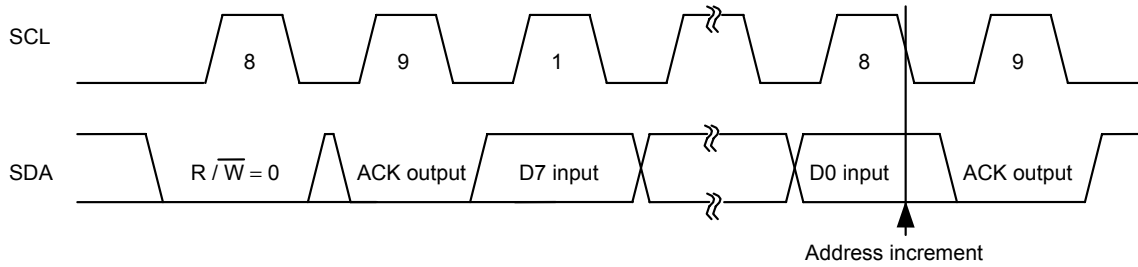 SCL
8 9 1 8 9
SDA
R / W̅ = 0 ACK output D7 input D0 input ACK output
Address increment